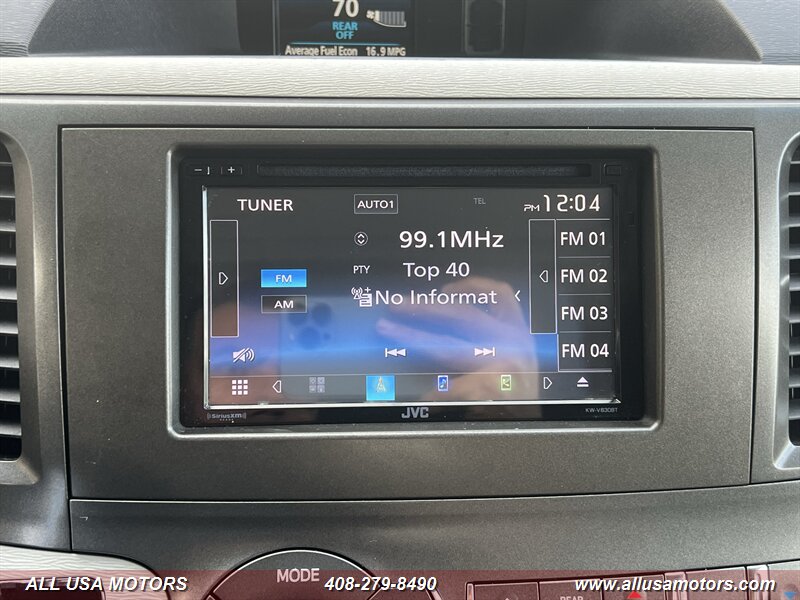 70
REAR
OFF
Average Fuel Econ 16.9 MPG
TUNER AUTO1 TEL PM 12:04
99.1MHz FM 01
FM PTY Top 40 FM 02
AM No Informat FM 03
FM 04
SiriusXM JVC KW-V830BT
MODE
REAR
ALL USA MOTORS 408-279-8490 www.allusamotors.com